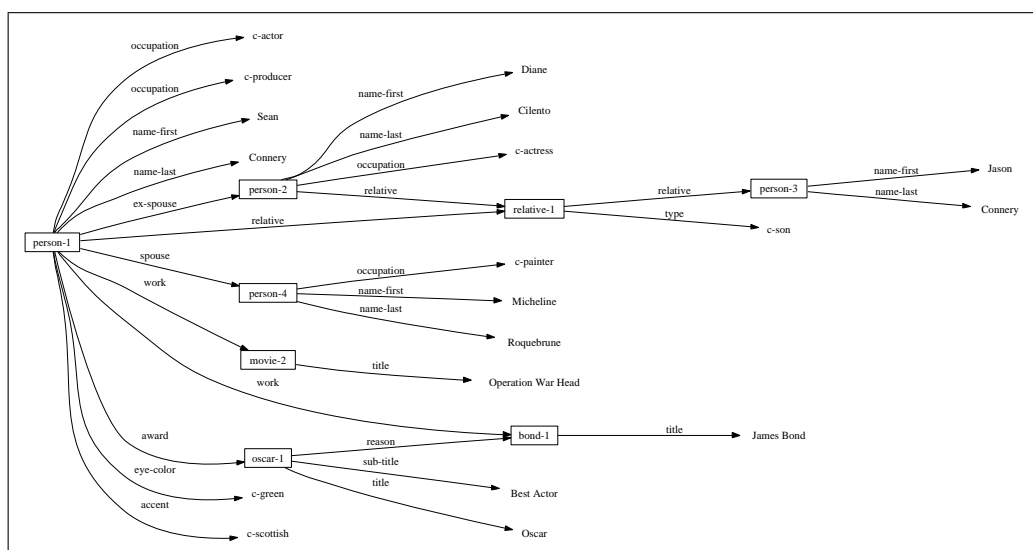 occupation
c-actor
occupation
c-producer
name-first
Sean
name-last
Connery
ex-spouse
person-2
name-first
Diane
name-last
Cilento
occupation
c-actress
relative
relative
relative-1
relative
person-3
name-first
Jason
name-last
Connery
type
c-son
person-1
spouse
person-4
occupation
c-painter
name-first
Micheline
name-last
Roquebrune
work
movie-2
title
Operation War Head
work
bond-1
title
James Bond
award
oscar-1
reason
sub-title
Best Actor
title
Oscar
eye-color
c-green
accent
c-scottish